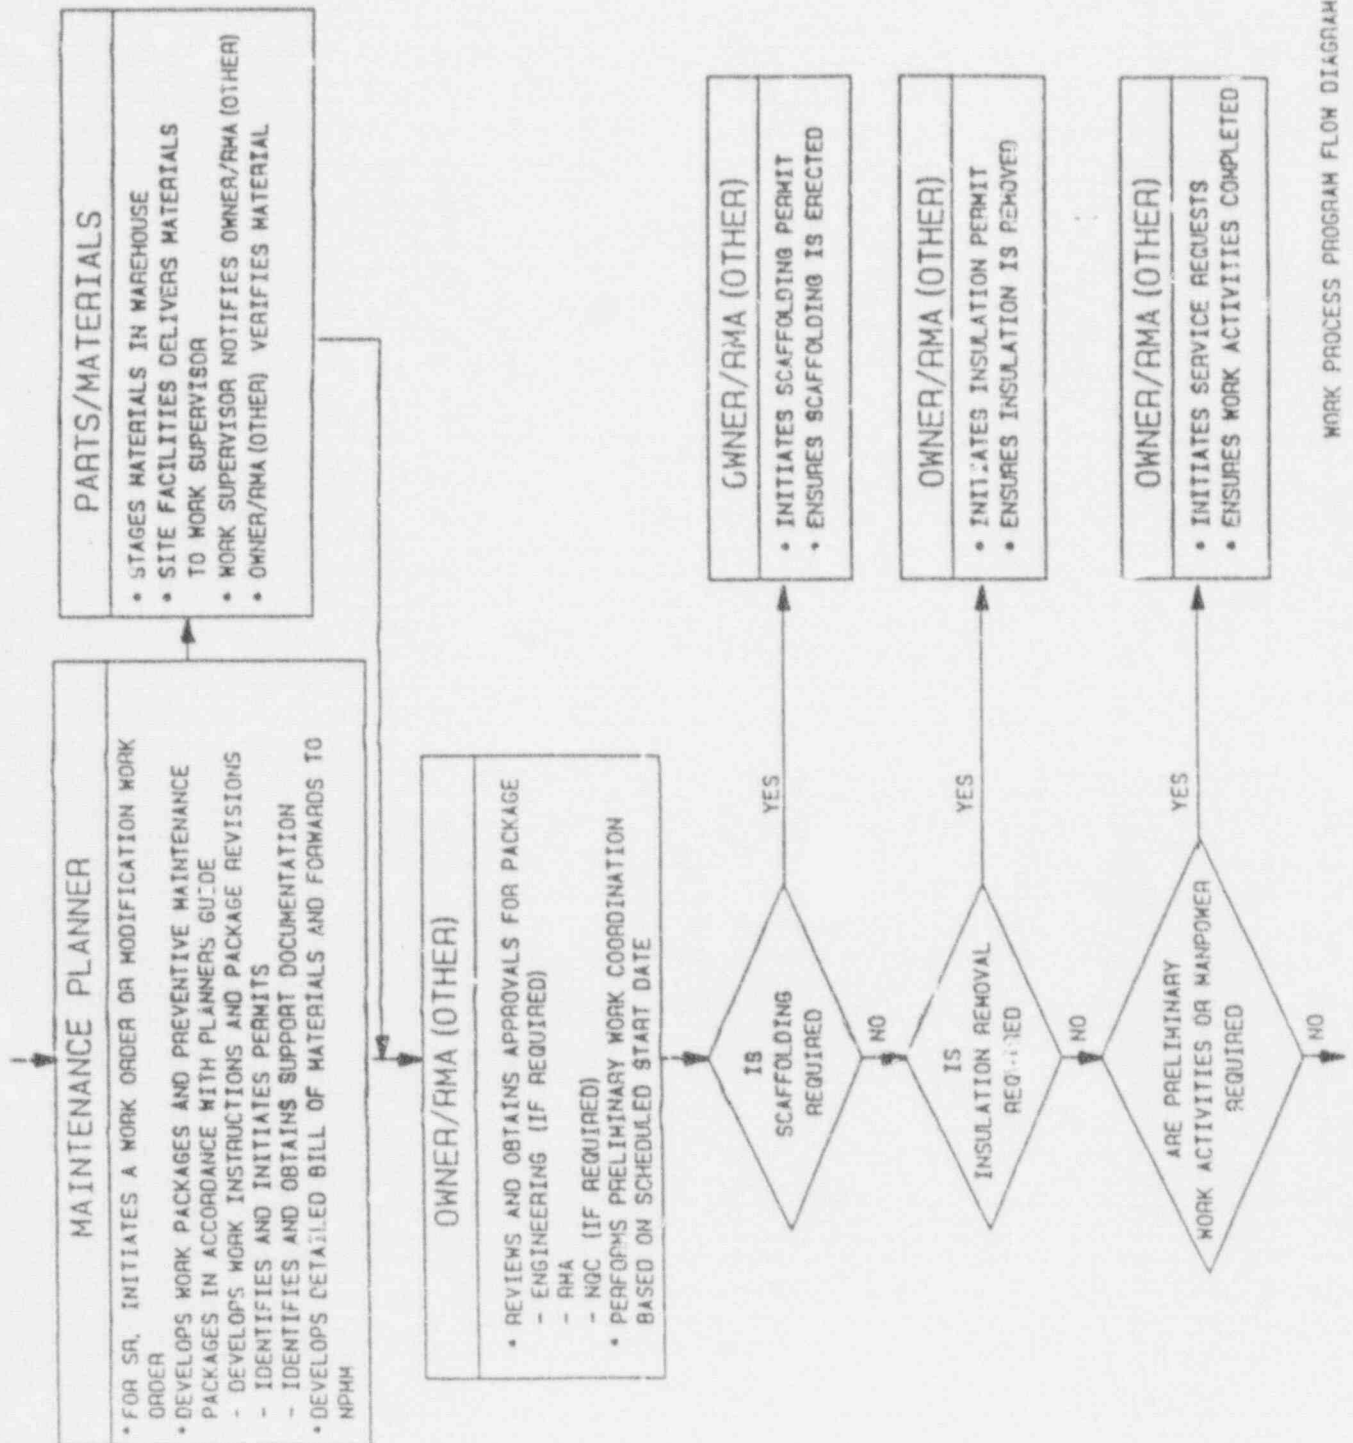 MAINTENANCE PLANNER
• FOR SR, INITIATES A WORK ORDER OR MODIFICATION WORK
ORDER
• DEVELOPS WORK PACKAGES AND PREVENTIVE MAINTENANCE
PACKAGES IN ACCORDANCE WITH PLANNERS GUIDE
- DEVELOPS WORK INSTRUCTIONS AND PACKAGE REVISIONS
- IDENTIFIES AND INITIATES PERMITS
- IDENTIFIES AND OBTAINS SUPPORT DOCUMENTATION
• DEVELOPS DETAILED BILL OF MATERIALS AND FORWARDS TO
NPMM
PARTS/MATERIALS
• STAGES MATERIALS IN WAREHOUSE
• SITE FACILITIES DELIVERS MATERIALS
TO WORK SUPERVISOR
• WORK SUPERVISOR NOTIFIES OWNER/RMA (OTHER)
• OWNER/RMA (OTHER) VERIFIES MATERIAL
OWNER/RMA (OTHER)
• REVIEWS AND OBTAINS APPROVALS FOR PACKAGE
- ENGINEERING (IF REQUIRED)
- RMA
- NQC (IF REQUIRED)
• PERFORMS PRELIMINARY WORK COORDINATION
BASED ON SCHEDULED START DATE
IS
SCAFFOLDING
REQUIRED
YES
NO
OWNER/RMA (OTHER)
• INITIATES SCAFFOLDING PERMIT
• ENSURES SCAFFOLDING IS ERECTED
IS
INSULATION REMOVAL
REQUIRED
YES
NO
OWNER/RMA (OTHER)
• INITIATES INSULATION PERMIT
• ENSURES INSULATION IS REMOVED
ARE PRELIMINARY
WORK ACTIVITIES OR MANPOWER
REQUIRED
YES
NO
OWNER/RMA (OTHER)
• INITIATES SERVICE REQUESTS
• ENSURES WORK ACTIVITIES COMPLETED
WORK PROCESS PROGRAM FLOW DIAGRAM